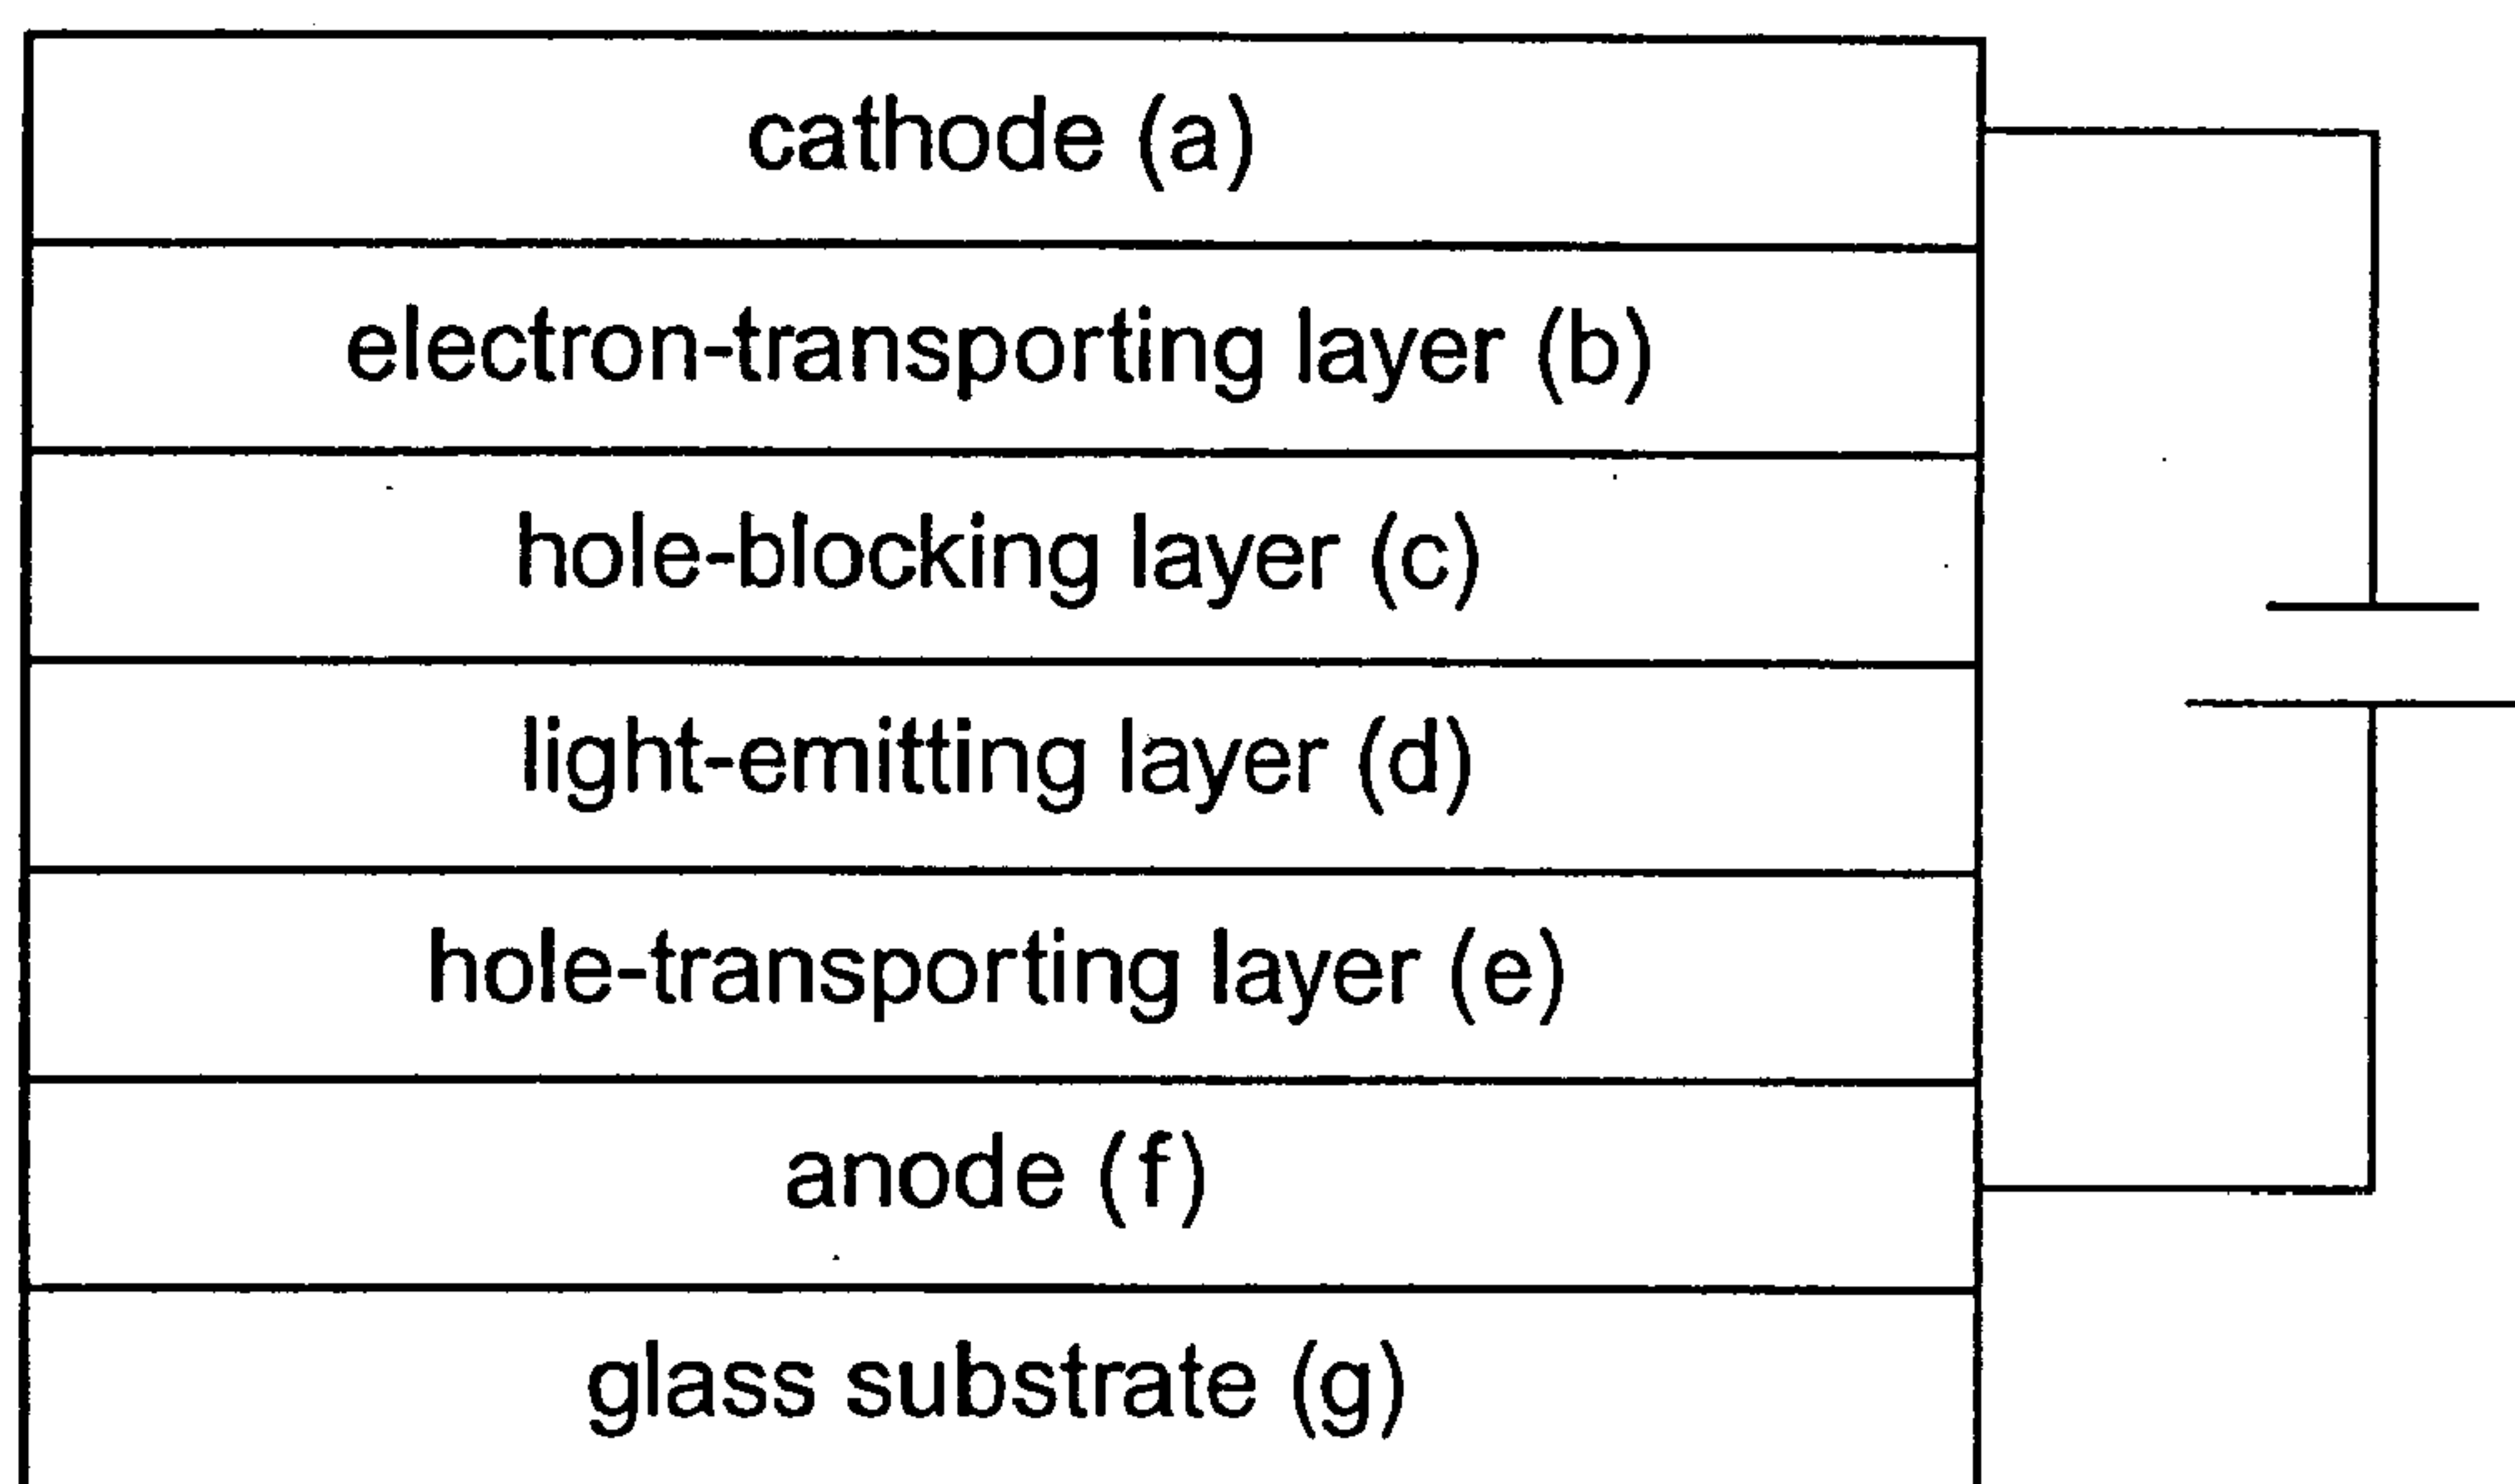 cathode (a)
electron-transporting layer (b)
hole-blocking layer (c)
light-emitting layer (d)
hole-transporting layer (e)
anode (f)
glass substrate (g)